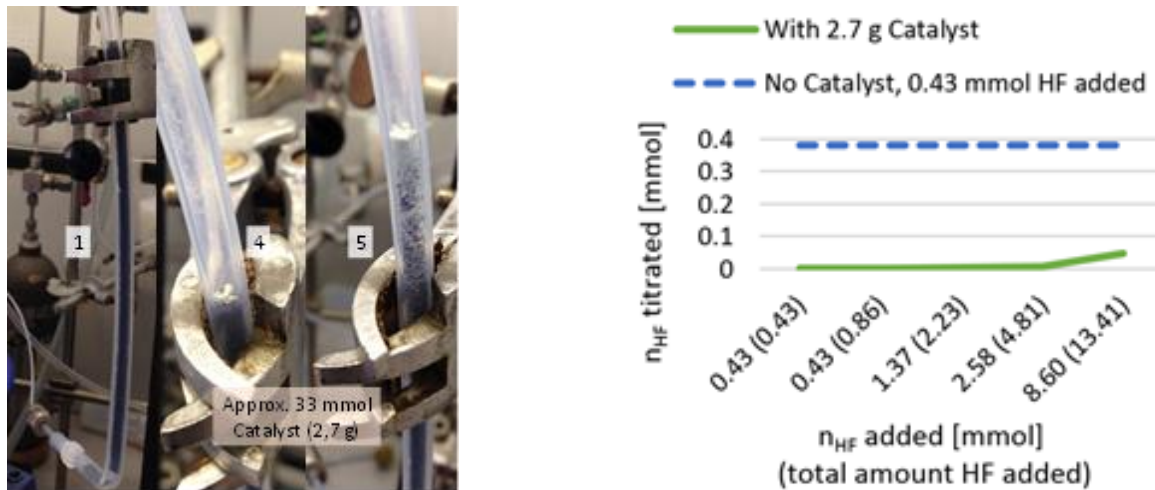 1
4
5
Approx. 33 mmol
Catalyst (2,7 g)
With 2.7 g Catalyst
No Catalyst, 0.43 mmol HF added
nHF titrated [mmol]
0.4
0.3
0.2
0.1
0
0.43 (0.43)
0.43 (0.86)
1.37 (2.23)
2.58 (4.81)
8.60 (13.41)
nHF added [mmol]
(total amount HF added)